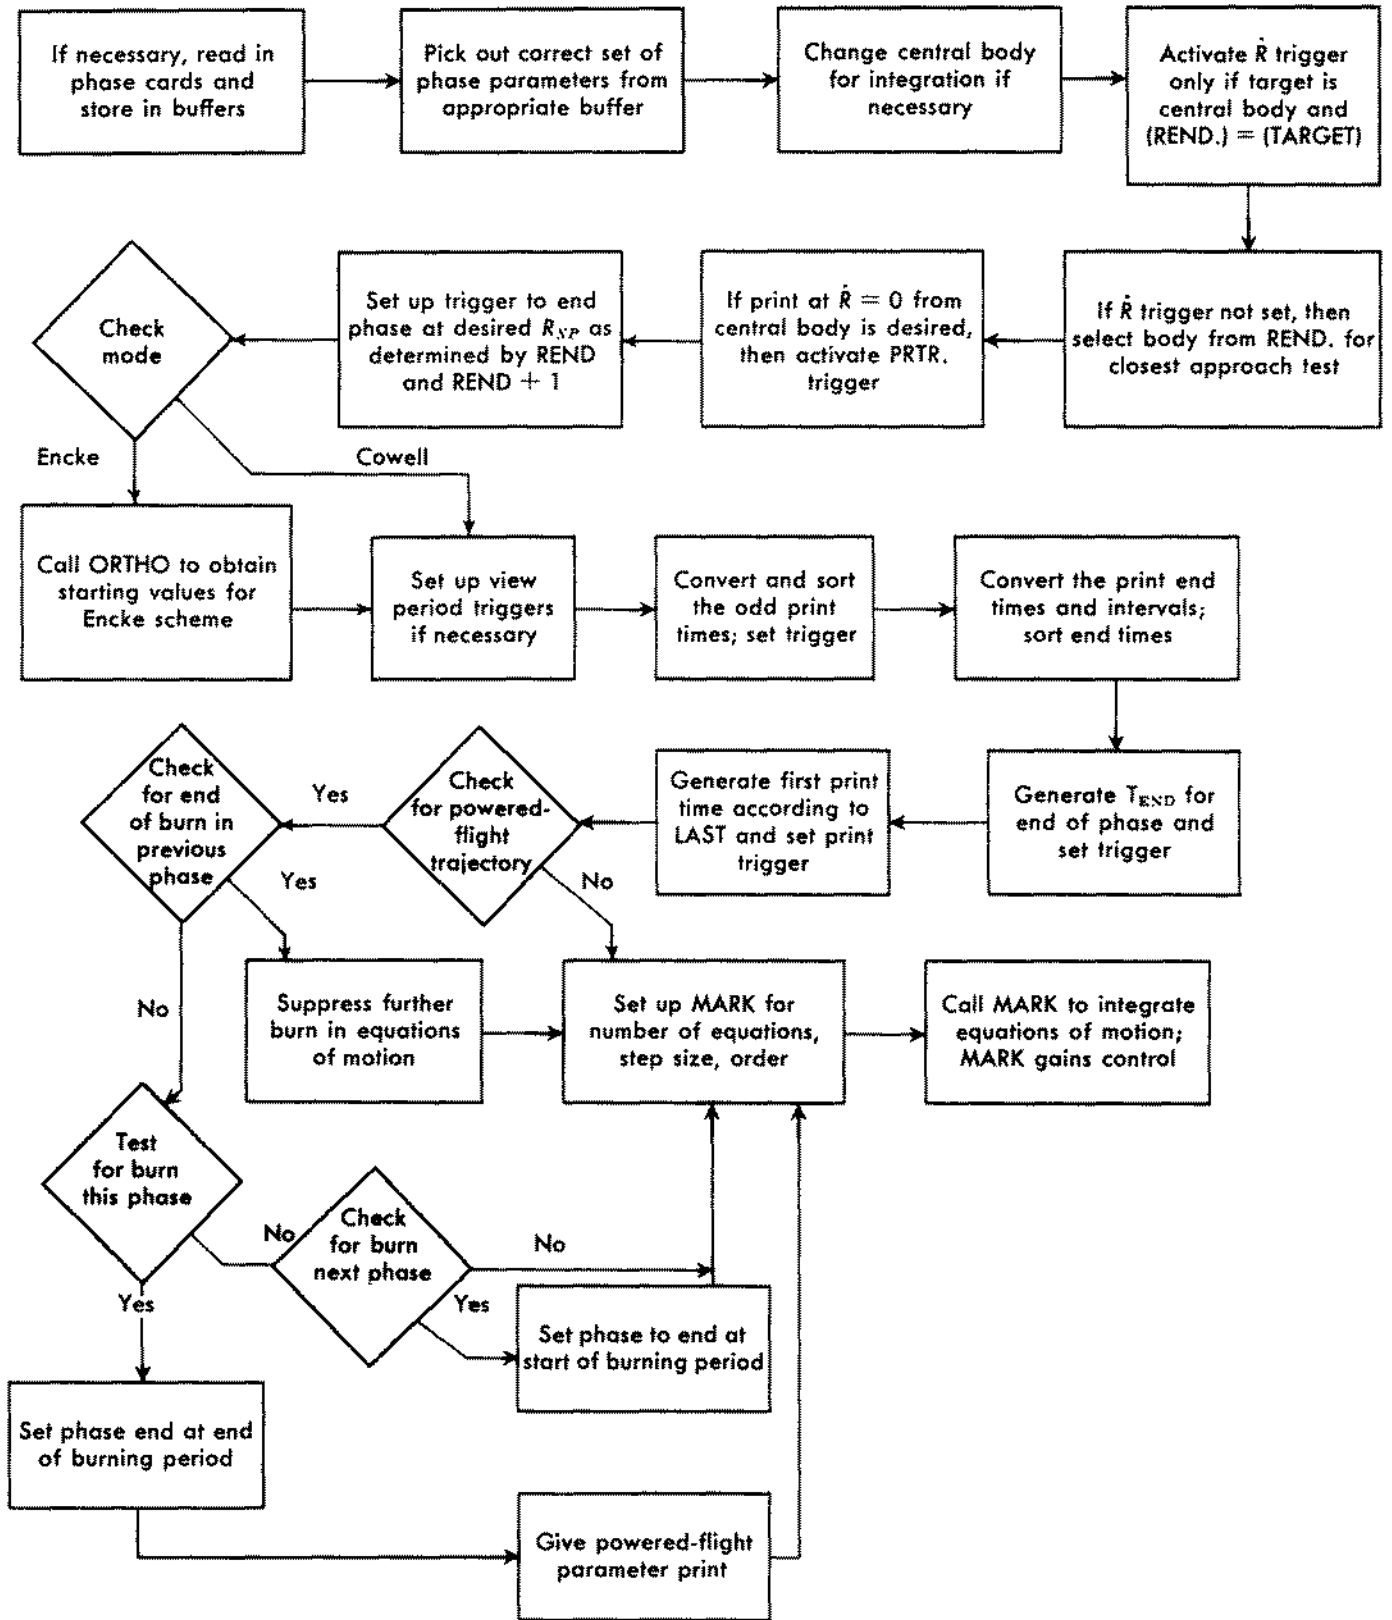 If necessary, read in
phase cards and
store in buffers
Pick out correct set of
phase parameters from
appropriate buffer
Change central body
for integration if
necessary
Activate Ṙ trigger
only if target is
central body and
(REND.) = (TARGET)
If Ṙ trigger not set, then
select body from REND. for
closest approach test
If print at Ṙ = 0 from
central body is desired,
then activate PRTR.
trigger
Set up trigger to end
phase at desired R_NP as
determined by REND
and REND + 1
Check
mode
Encke
Cowell
Call ORTHO to obtain
starting values for
Encke scheme
Set up view
period triggers
if necessary
Convert and sort
the odd print
times; set trigger
Convert the print end
times and intervals;
sort end times
Generate T_END for
end of phase and
set trigger
Generate first print
time according to
LAST and set print
trigger
Check
for powered-
flight
trajectory
Yes
No
Check
for end
of burn in
previous
phase
Yes
No
Suppress further
burn in equations
of motion
Set up MARK for
number of equations,
step size, order
Call MARK to integrate
equations of motion;
MARK gains control
Test
for burn
this phase
No
Yes
Check
for burn
next phase
No
Yes
Set phase to end at
start of burning period
Set phase end at end
of burning period
Give powered-flight
parameter print